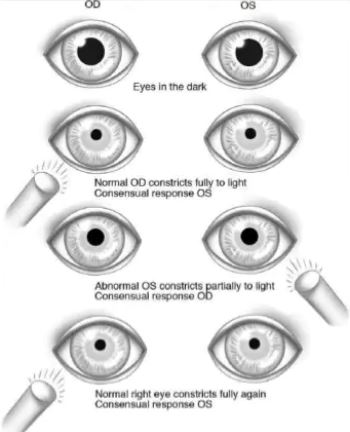 OD OS
Eyes in the dark
Normal OD constricts fully to light
Consensual response OS
Abnormal OS constricts partially to light
Consensual response OD
Normal right eye constricts fully again
Consensual response OS